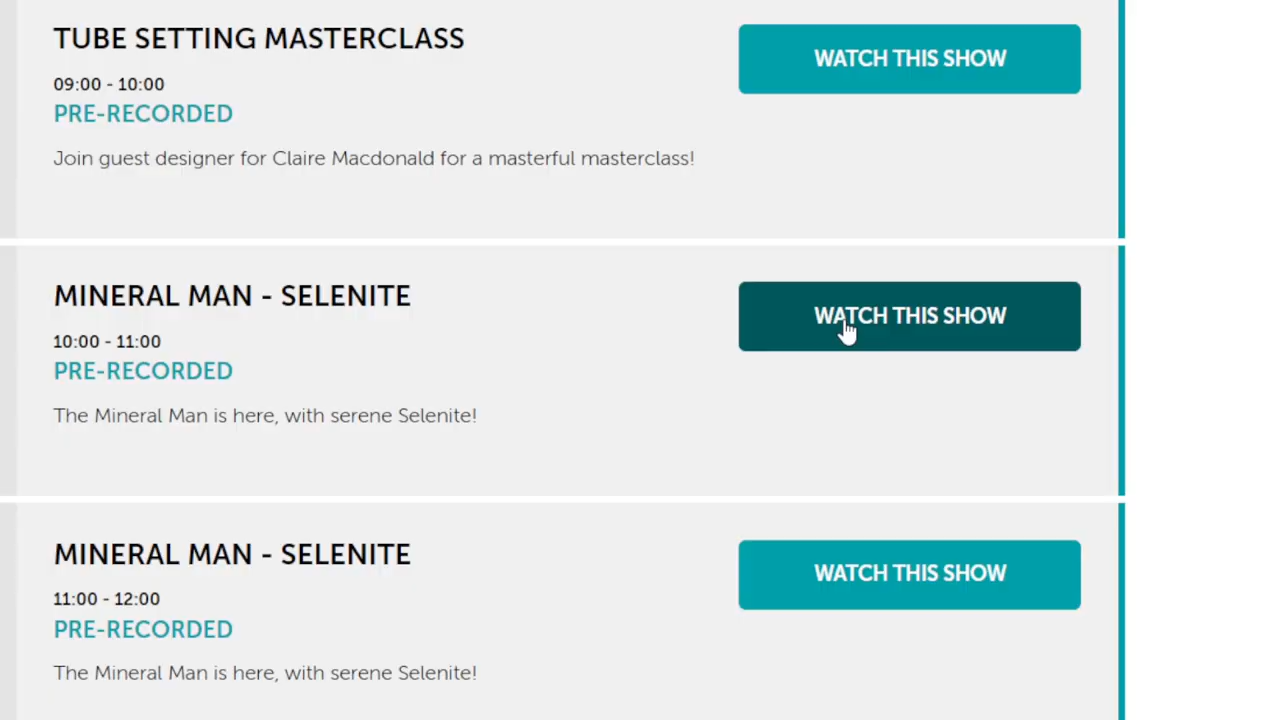 TUBE SETTING MASTERCLASS
WATCH THIS SHOW
09:00 - 10:00
PRE-RECORDED
Join guest designer for Claire Macdonald for a masterful masterclass!
MINERAL MAN - SELENITE
WATCH THIS SHOW
10:00 - 11:00
PRE-RECORDED
The Mineral Man is here, with serene Selenite!
MINERAL MAN - SELENITE
WATCH THIS SHOW
11:00 - 12:00
PRE-RECORDED
The Mineral Man is here, with serene Selenite!